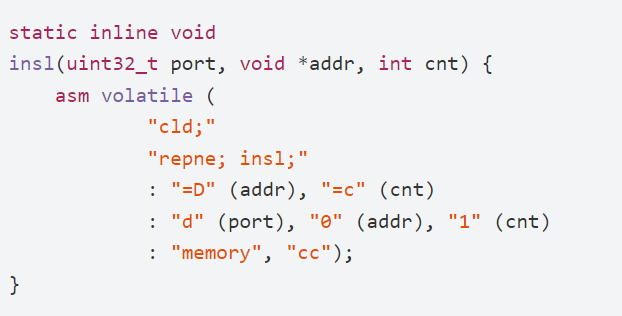 static inline void
insl(uint32_t port, void *addr, int cnt) {
    asm volatile (
            "cld;"
            "repne; insl;"
            : "=D" (addr), "=c" (cnt)
            : "d" (port), "0" (addr), "1" (cnt)
            : "memory", "cc");
}